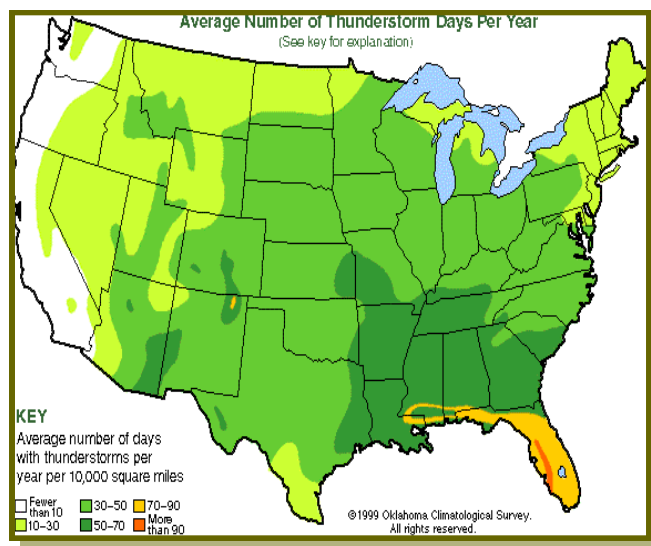 Average Number of Thunderstorm Days Per Year
(See key for explanation)
KEY
Average number of days
with thunderstorms per
year per 10,000 square miles
Fewer
than 10
30-50
70-90
10-30
50-70
More
than 90
©1999 Oklahoma Climatological Survey.
All rights reserved.